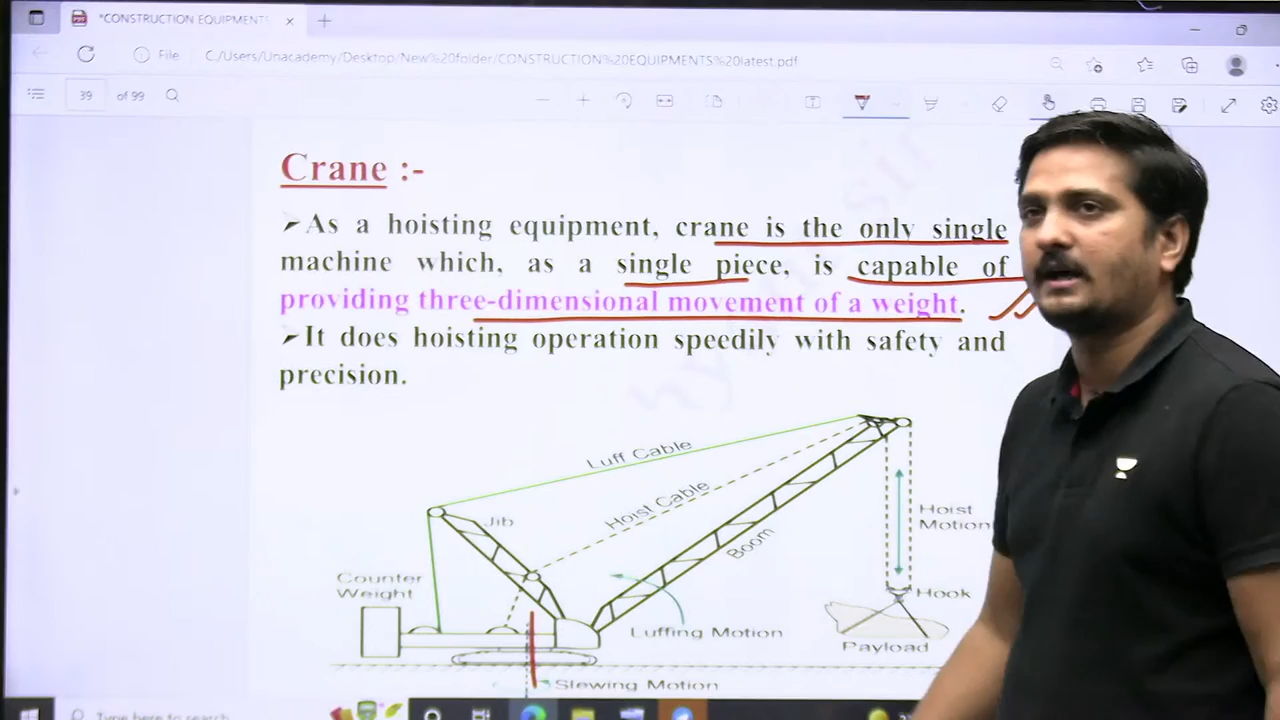 *CONSTRUCTION EQUIPMENTS
File
C:/Users/Unacademy/Desktop/New%20folder/CONSTRUCTION%20EQUIPMENTS%20latest.pdf
39 of 99
Crane :-
➤As a hoisting equipment, crane is the only single
machine which, as a single piece, is capable of
providing three-dimensional movement of a weight.
➤It does hoisting operation speedily with safety and
precision.
Luff Cable
Hoist Cable
Jib
Boom
Hoist
Motion
Counter
Weight
Hook
Luffing Motion
Payload
Slewing Motion
Type here to search